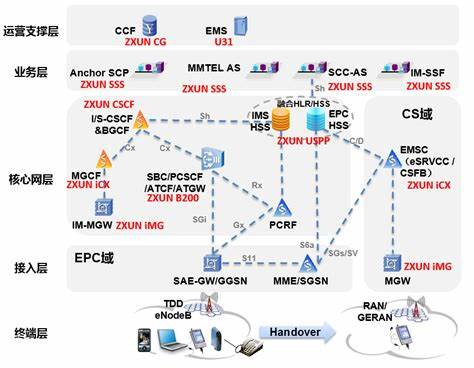 运营支撑层
CCF
ZXUN CG
EMS
U31
业务层
Anchor SCP
ZXUN SSS
MMTEL AS
ZXUN SSS
SCC-AS
ZXUN SSS
IM-SSF
ZXUN SSS
Sh
融合HLR/HSS
ZXUN CSCF
I/S-CSCF
&BGCF
Sh
IMS
HSS
EPC
HSS
ZXUN USPP
CS域
C/D
Cx
Cx
核心网层
MGCF
ZXUN iCX
SBC/PCSCF
/ATCF/ATGW
ZXUN B200
Rx
EMSC
(eSRVCC /
CSFB)
ZXUN iCX
IM-MGW
ZXUN iMG
SGi
Gx
PCRF
S6a
SGs/SV
接入层
EPC域
S11
SAE-GW/GGSN
MME/SGSN
ZXUN iMG
MGW
终端层
TDD
eNodeB
Handover
RAN/
GERAN